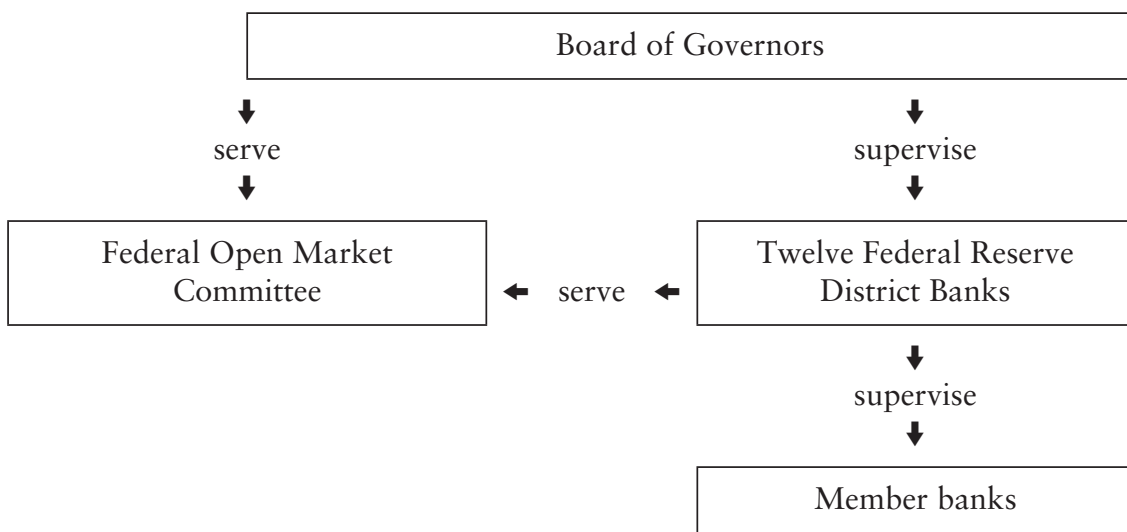 Board of Governors
serve
supervise
Federal Open Market
Committee
serve
Twelve Federal Reserve
District Banks
supervise
Member banks